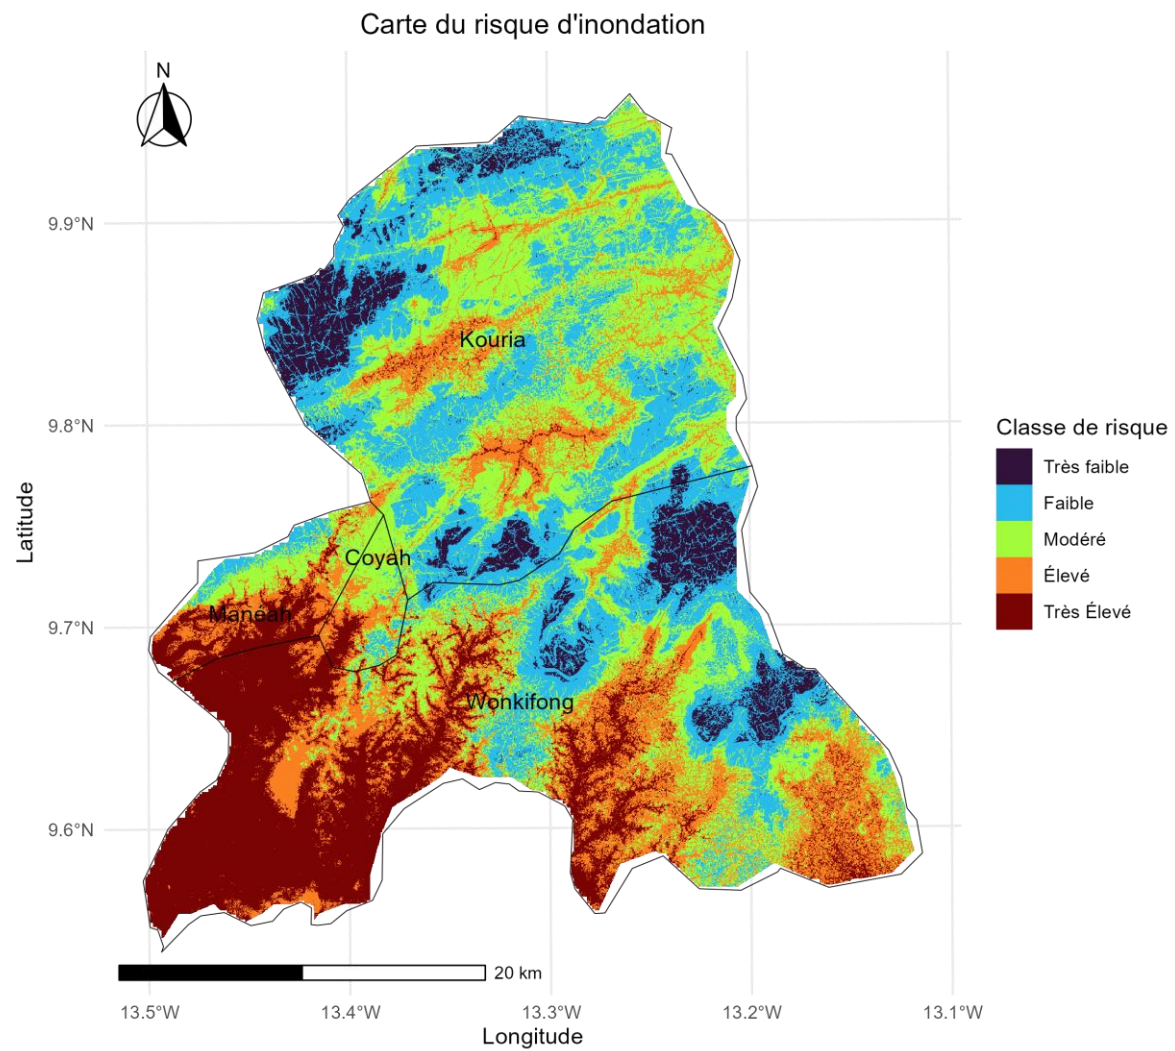 Carte du risque d'inondation
N
9.9°N
9.8°N
9.7°N
9.6°N
Latitude
Kouria
Coyah
Manéah
Wonkifong
Classe de risque
Très faible
Faible
Modéré
Élevé
Très Élevé
20 km
13.5°W
13.4°W
13.3°W
13.2°W
13.1°W
Longitude